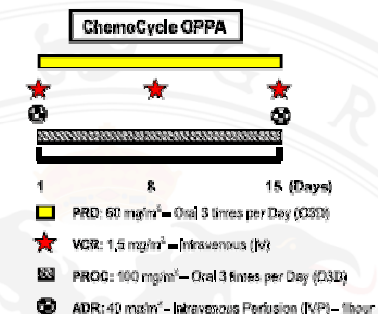 ChemoCycle OPPA
1 8 15 (Days)
PRD: 60 mg/m² – Oral 3 times per Day (O3D)
VCR: 1,5 mg/m² – Intravenous (IV)
PROC: 100 mg/m² – Oral 3 times per Day (O3D)
ADR: 40 mg/m² – Intravenous Perfusion (IVP) – 1hour